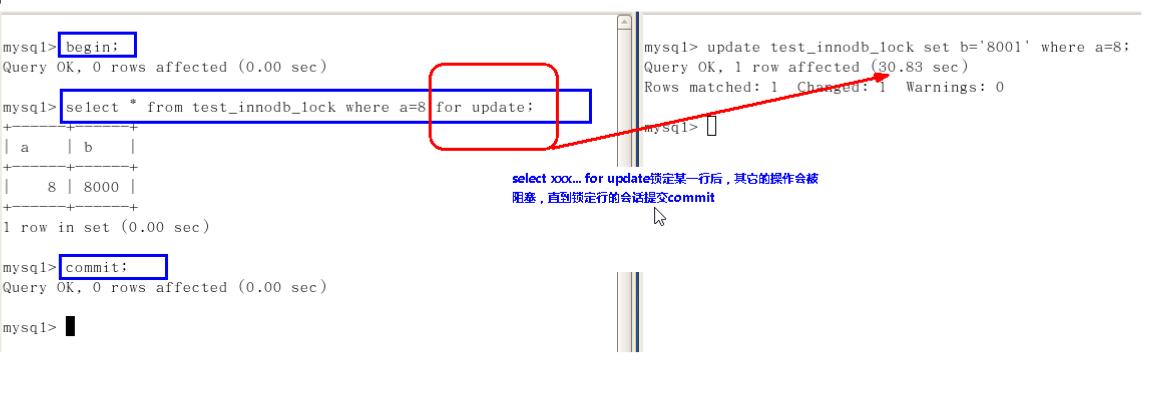 mysql> begin;
Query OK, 0 rows affected (0.00 sec)
mysql> select * from test_innodb_lock where a=8 for update;
+------+------+
| a    | b    |
+------+------+
|    8 | 8000 |
+------+------+
1 row in set (0.00 sec)
mysql> commit;
Query OK, 0 rows affected (0.00 sec)
mysql>
mysql> update test_innodb_lock set b='8001' where a=8;
Query OK, 1 row affected (30.83 sec)
Rows matched: 1  Changed: 1  Warnings: 0
mysql>
select xxx... for update锁定某一行后，其它的操作会被
阻塞，直到锁定行的会话提交commit